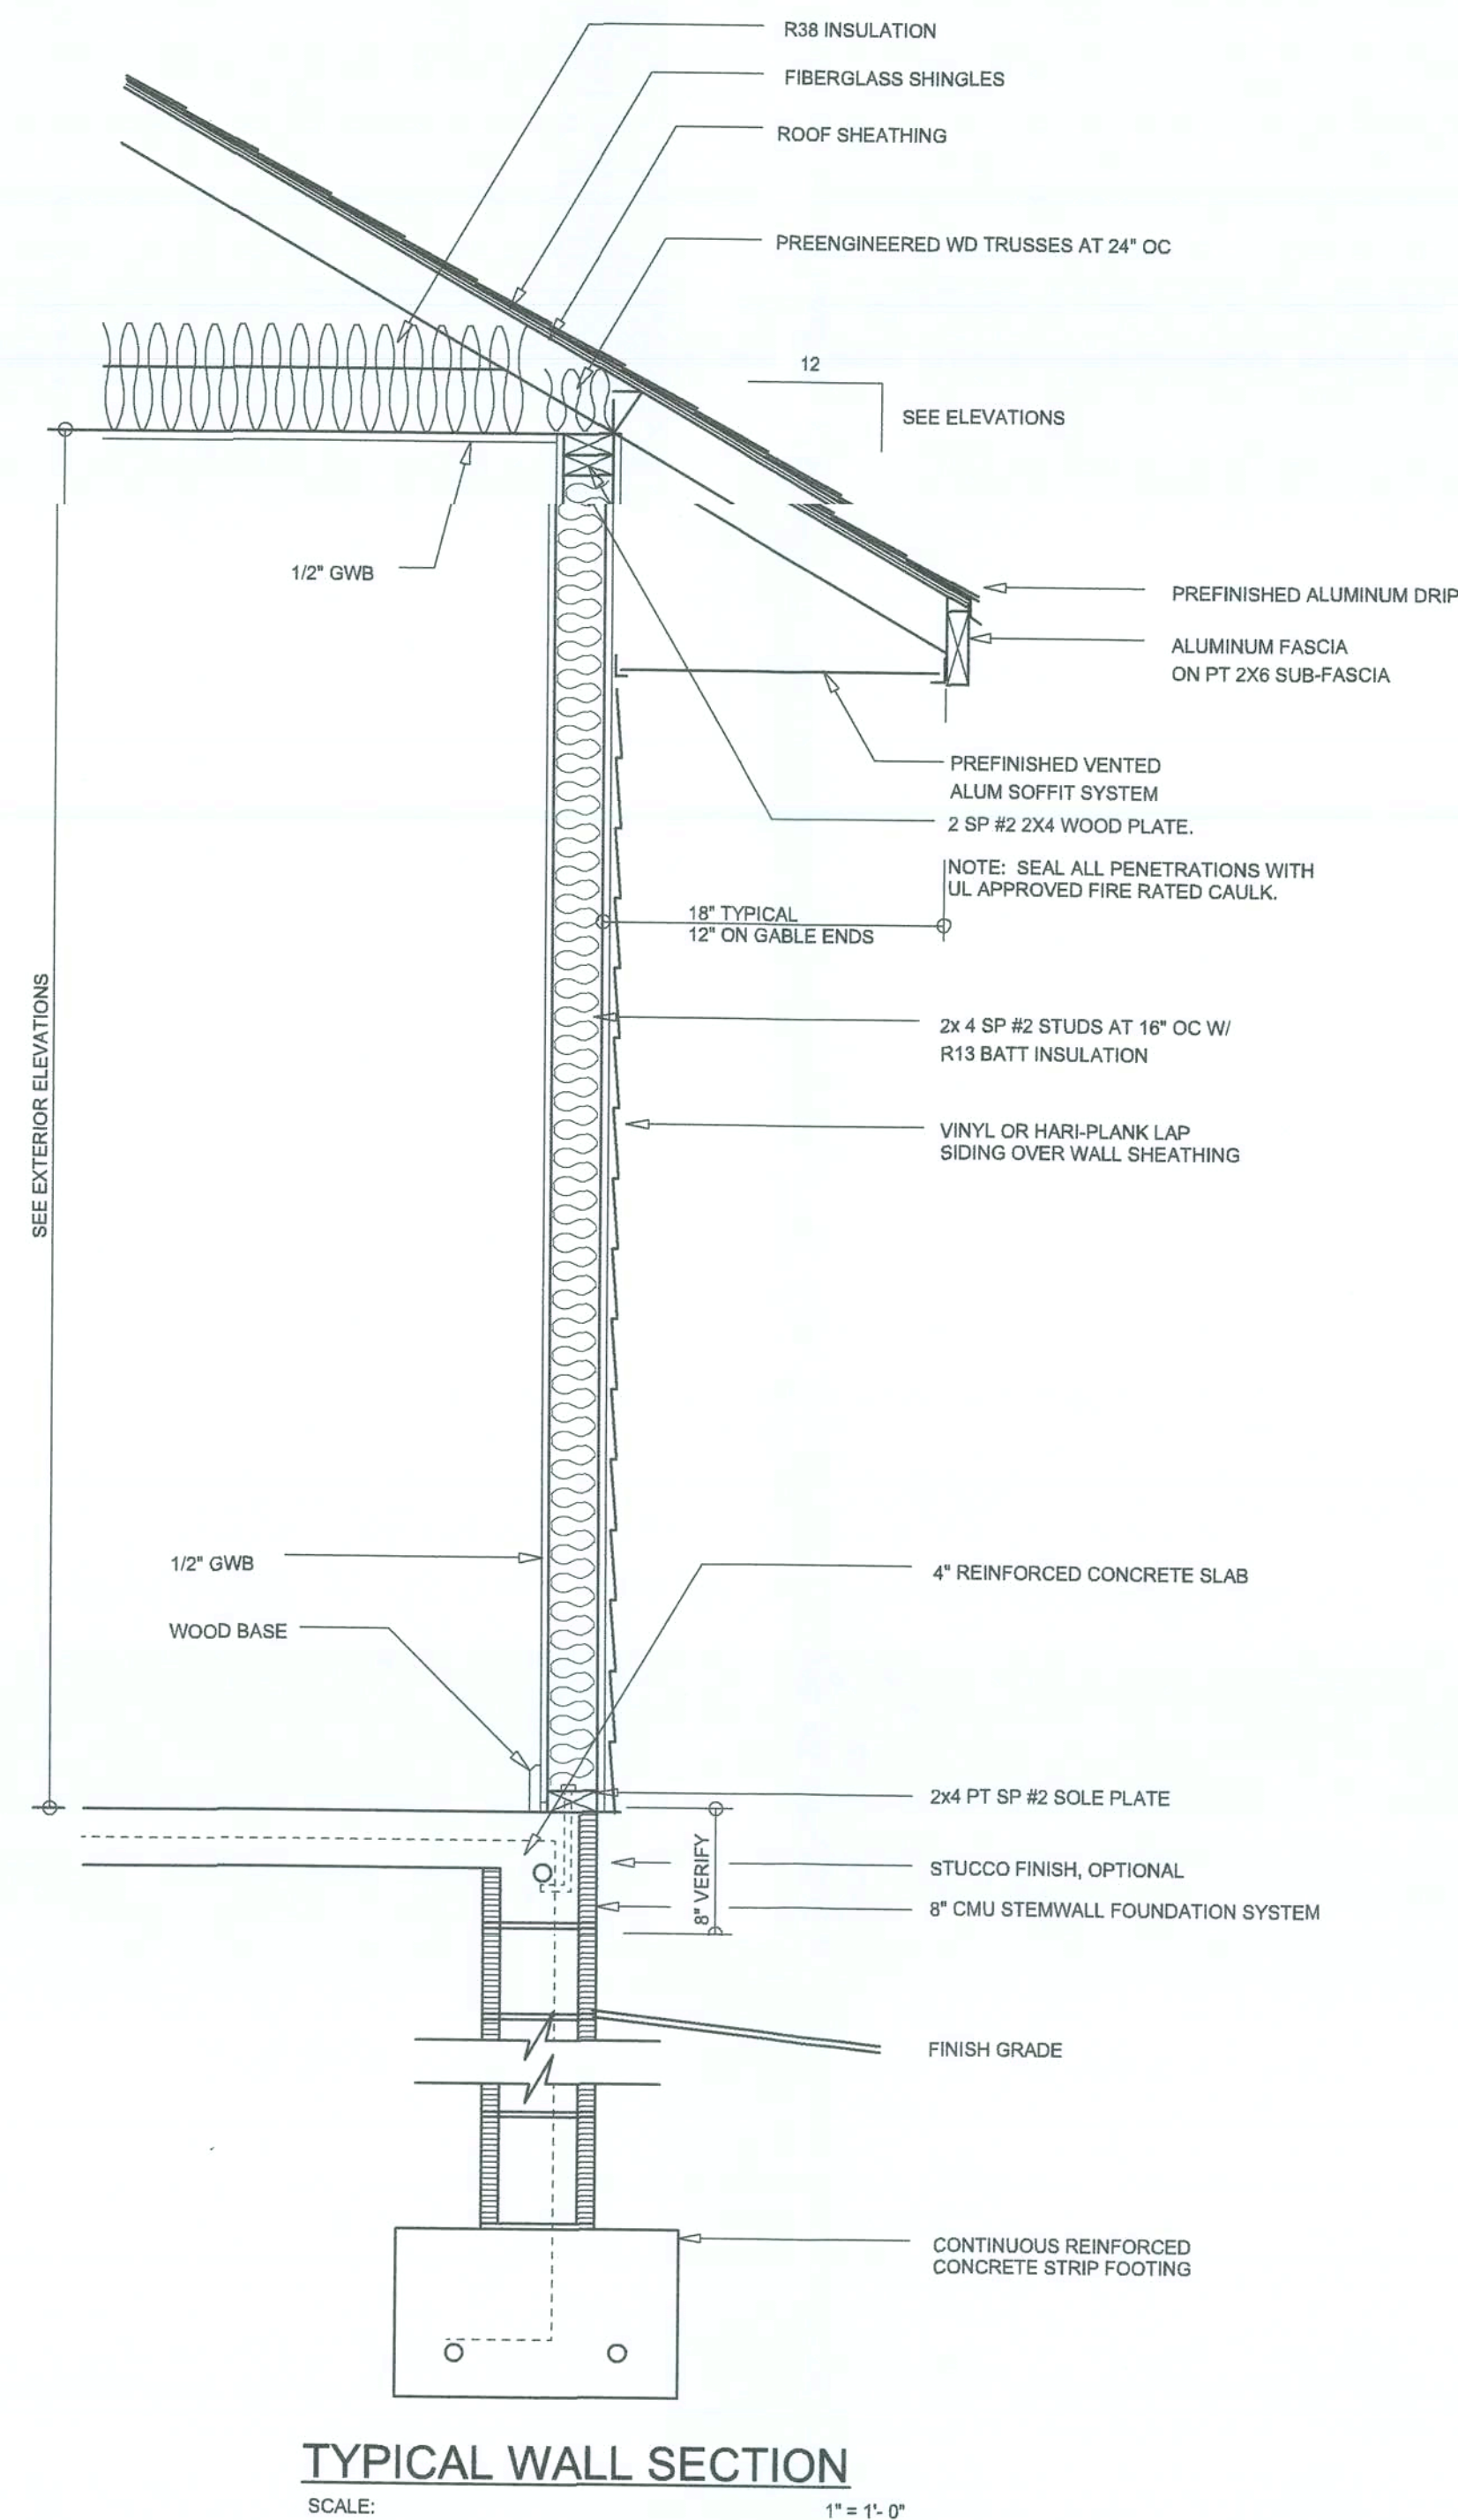 R38 INSULATION
FIBERGLASS SHINGLES
ROOF SHEATHING
PREENGINEERED WD TRUSSES AT 24" OC
12
SEE ELEVATIONS
1/2" GWB
PREFINISHED ALUMINUM DRIP
ALUMINUM FASCIA
ON PT 2X6 SUB-FASCIA
PREFINISHED VENTED
ALUM SOFFIT SYSTEM
2 SP #2 2X4 WOOD PLATE.
NOTE: SEAL ALL PENETRATIONS WITH
UL APPROVED FIRE RATED CAULK.
18" TYPICAL
12" ON GABLE ENDS
SEE EXTERIOR ELEVATIONS
2x 4 SP #2 STUDS AT 16" OC W/
R13 BATT INSULATION
VINYL OR HARI-PLANK LAP
SIDING OVER WALL SHEATHING
1/2" GWB
4" REINFORCED CONCRETE SLAB
WOOD BASE
2x4 PT SP #2 SOLE PLATE
8" VERIFY
STUCCO FINISH, OPTIONAL
8" CMU STEMWALL FOUNDATION SYSTEM
FINISH GRADE
CONTINUOUS REINFORCED
CONCRETE STRIP FOOTING
TYPICAL WALL SECTION
SCALE: 1" = 1'- 0"